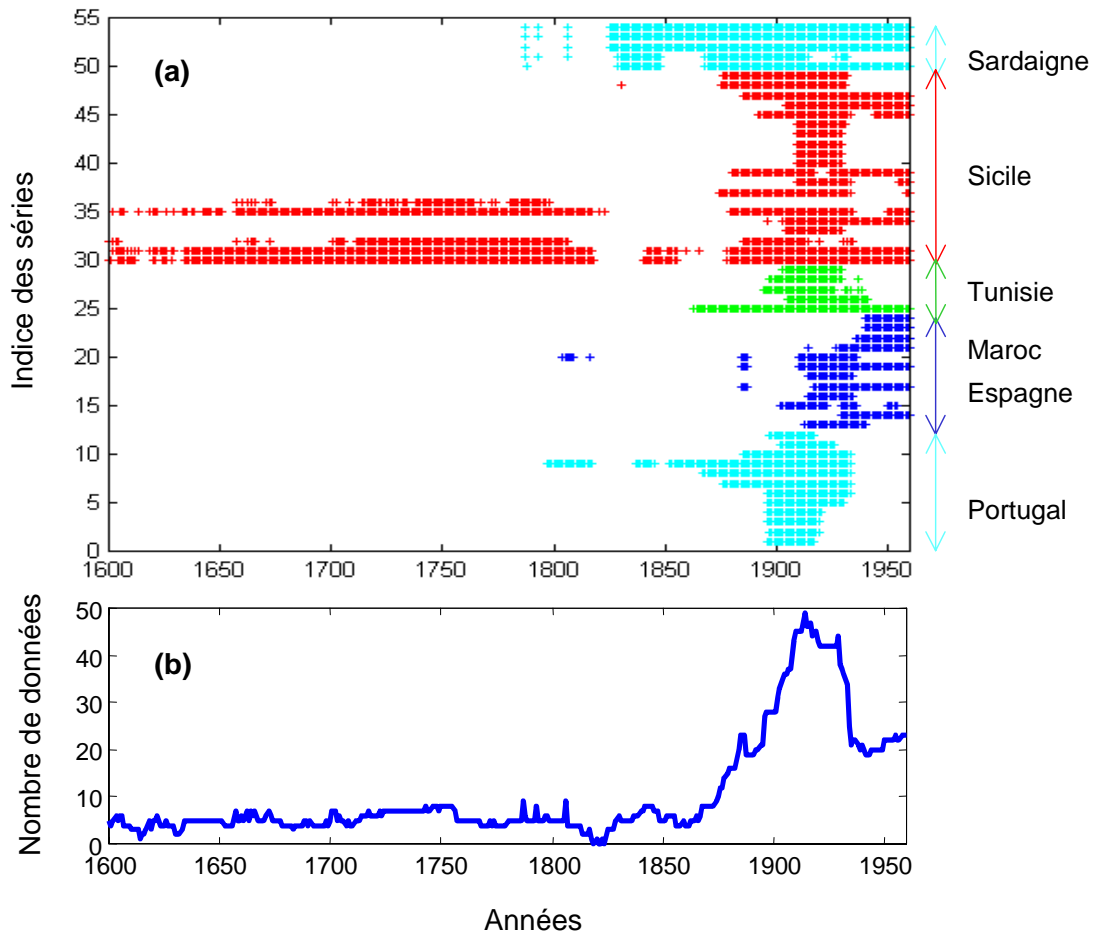 55
50
45
40
35
30
25
20
15
10
5
0
(a)
Indice des séries
Sardaigne
Sicile
Tunisie
Maroc
Espagne
Portugal
1600 1650 1700 1750 1800 1850 1900 1950
50
40
30
20
10
0
(b)
Nombre de données
1600 1650 1700 1750 1800 1850 1900 1950
Années